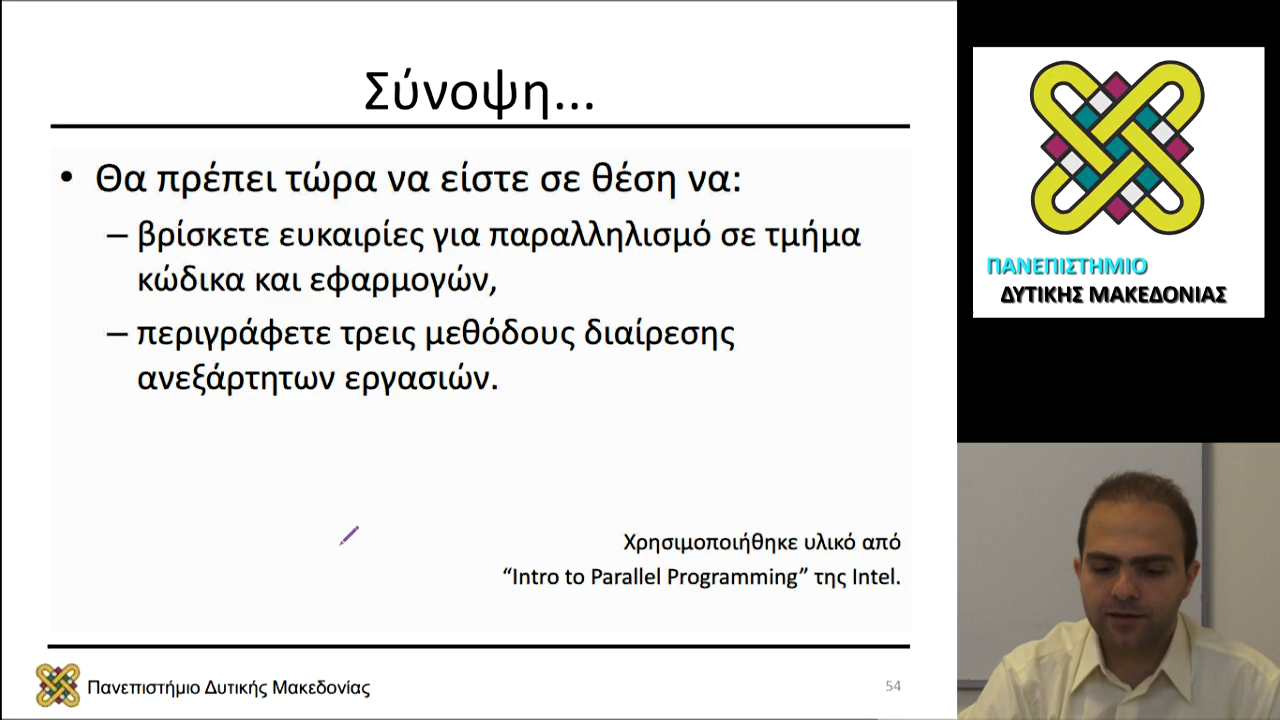 Σύνοψη...
• Θα πρέπει τώρα να είστε σε θέση να:
– βρίσκετε ευκαιρίες για παραλληλισμό σε τμήμα
κώδικα και εφαρμογών,
– περιγράφετε τρεις μεθόδους διαίρεσης
ανεξάρτητων εργασιών.
Χρησιμοποιήθηκε υλικό από
“Intro to Parallel Programming” της Intel.
Πανεπιστήμιο Δυτικής Μακεδονίας
54
ΠΑΝΕΠΙΣΤΗΜΙΟ
ΔΥΤΙΚΗΣ ΜΑΚΕΔΟΝΙΑΣ